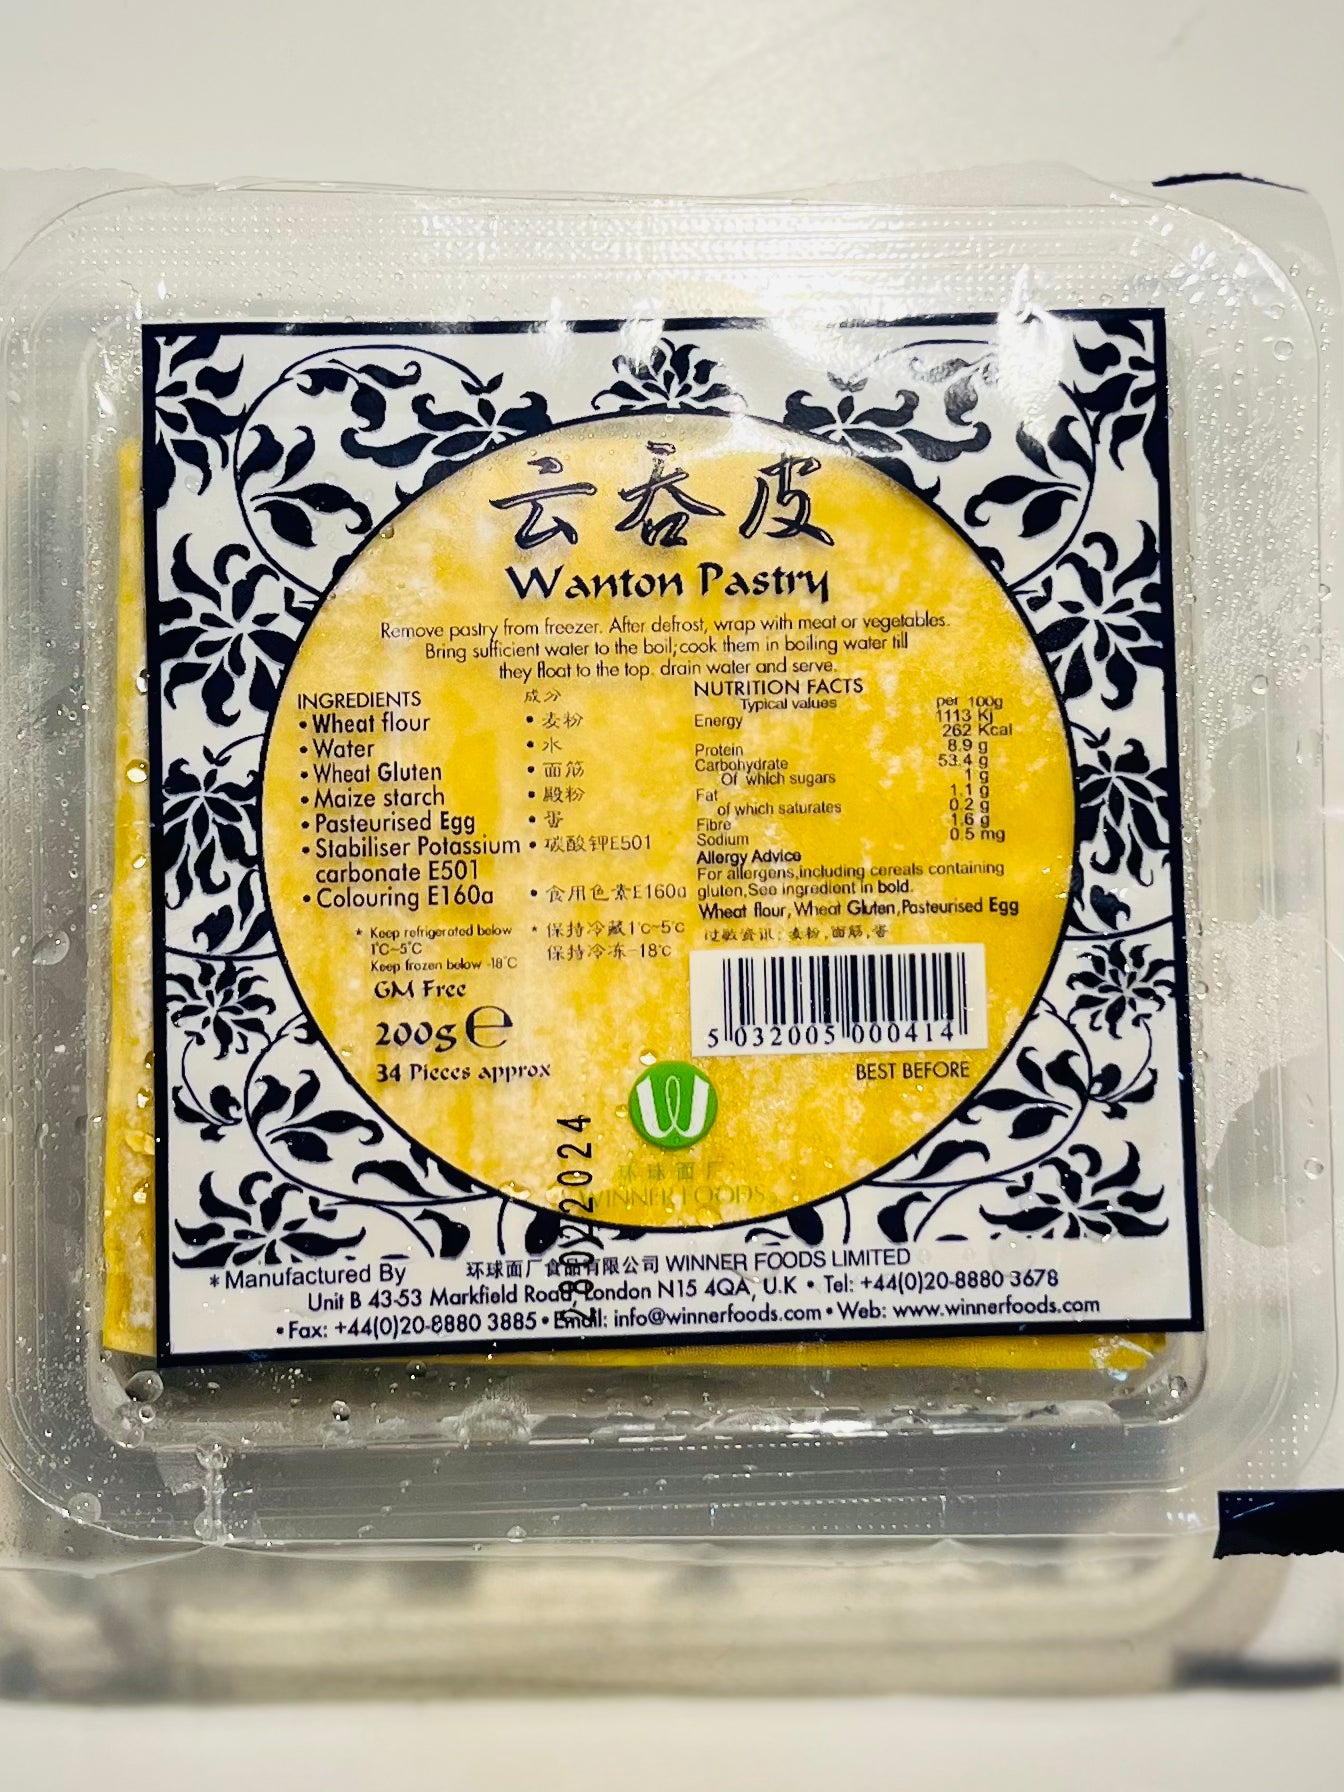 云吞皮
Wanton Pastry
Remove pastry from freezer. After defrost, wrap with meat or vegetables.
Bring sufficient water to the boil; cook them in boiling water till
they float to the top. drain water and serve.
INGREDIENTS
• Wheat flour
• Water
• Wheat Gluten
• Maize starch
• Pasteurised Egg
• Stabiliser Potassium
carbonate E501
• Colouring E160a
成分
• 麦粉
• 水
• 面筋
• 殿粉
• 蛋
• 碳酸钾E501
• 食用色素E160a
* Keep refrigerated below
1°C~5°C
Keep frozen below -18°C
* 保持冷藏1°c~5°c
保持冷冻-18°c
GM Free
200g ℮
34 Pieces approx
NUTRITION FACTS
Typical values per 100g
Energy 1113 Kj
262 Kcal
Protein 8.9 g
Carbohydrate 53.4 g
Of which sugars 1 g
Fat 1.1 g
of which saturates 0.2 g
Fibre 1.6 g
Sodium 0.5 mg
Allergy Advice
For allergens,including cereals containing
gluten,See ingredient in bold.
Wheat flour, Wheat Gluten, Pasteurised Egg
过敏资讯: 麦粉,面筋,蛋
5 032005 000414
BEST BEFORE
环球面厂
WINNER FOODS
* Manufactured By 环球面厂食品有限公司 WINNER FOODS LIMITED
Unit B 43-53 Markfield Road, London N15 4QA, U.K • Tel: +44(0)20-8880 3678
• Fax: +44(0)20-8880 3885 • Email: info@winnerfoods.com • Web: www.winnerfoods.com